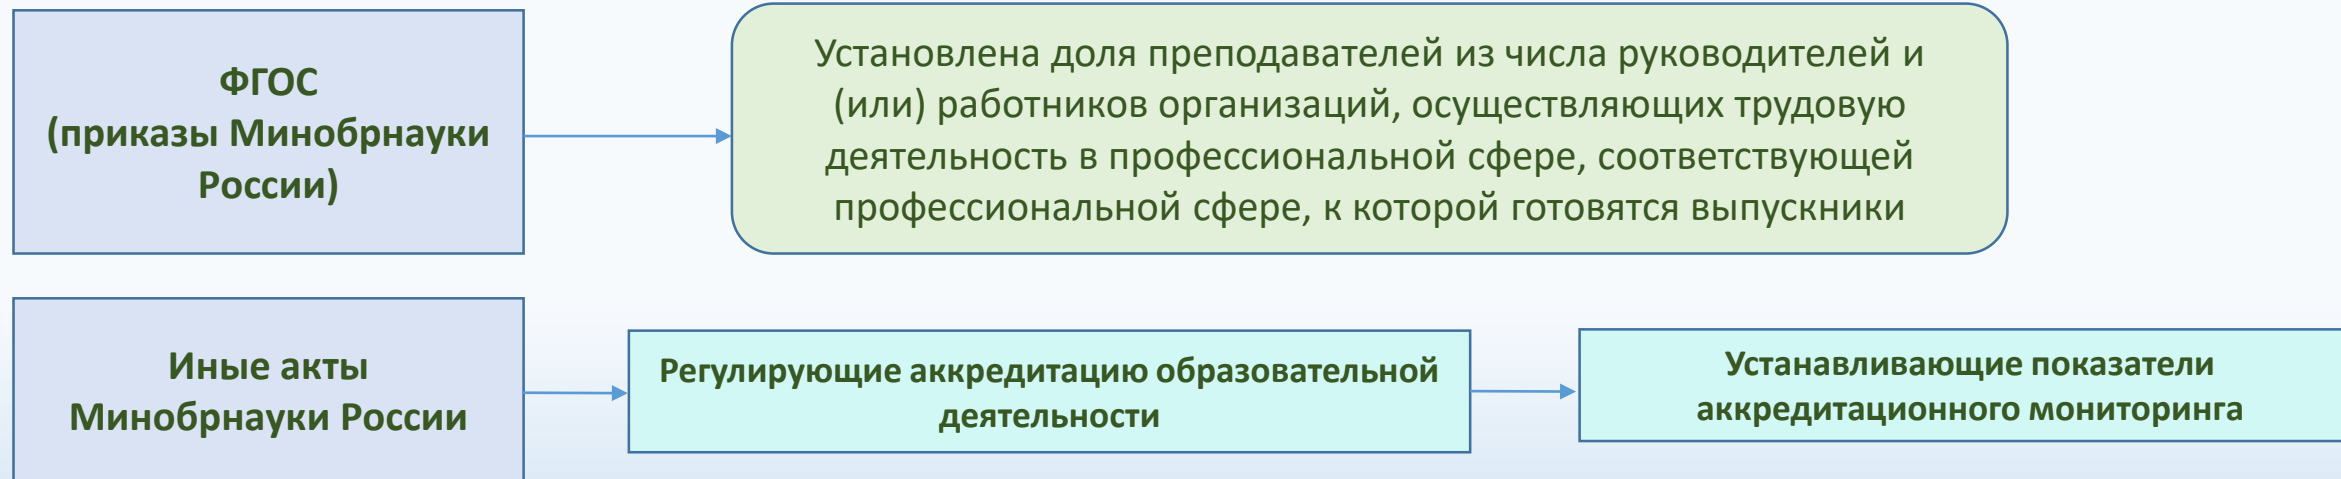 ФГОС
(приказы Минобрнауки
России)
Установлена доля преподавателей из числа руководителей и
(или) работников организаций, осуществляющих трудовую
деятельность в профессиональной сфере, соответствующей
профессиональной сфере, к которой готовятся выпускники
Иные акты
Минобрнауки России
Регулирующие аккредитацию образовательной
деятельности
Устанавливающие показатели
аккредитационного мониторинга